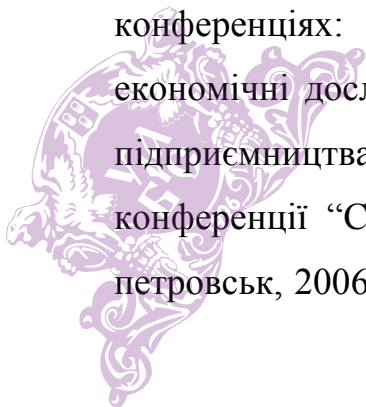 конференціях:
економічні досл
підприємництва
конференції “С
петровськ, 2006